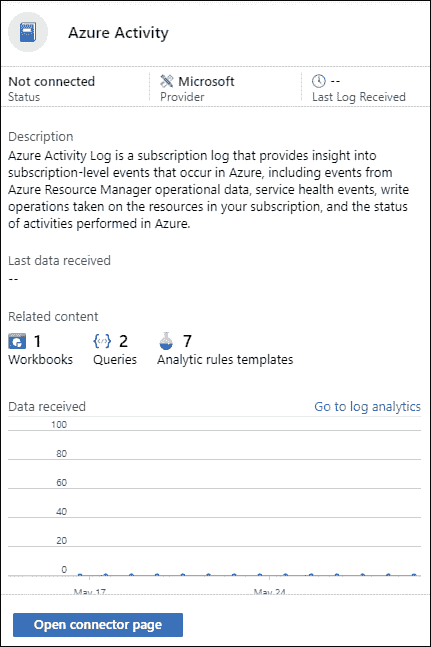 Azure Activity
Not connected
Status
Microsoft
Provider
--
Last Log Received
Description
Azure Activity Log is a subscription log that provides insight into
subscription-level events that occur in Azure, including events from
Azure Resource Manager operational data, service health events, write
operations taken on the resources in your subscription, and the status
of activities performed in Azure.
Last data received
--
Related content
1
Workbooks
2
Queries
7
Analytic rules templates
Data received
Go to log analytics
100
80
60
40
20
0
May 17
May 24
Open connector page